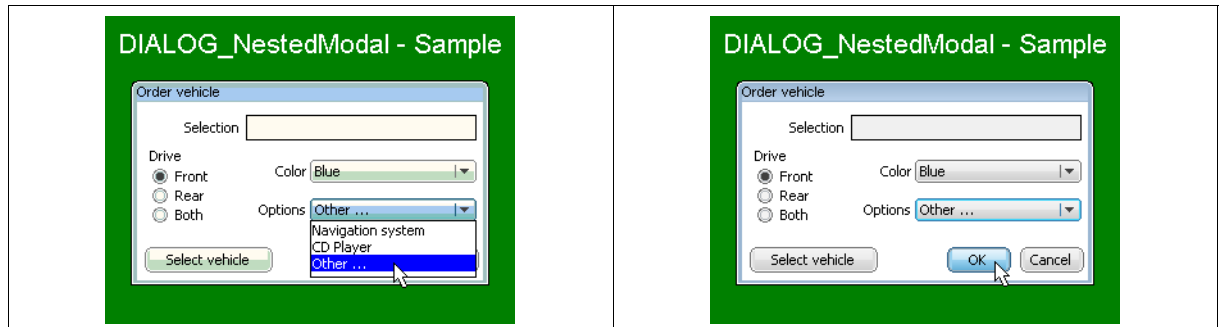 DIALOG_NestedModal - Sample
Order vehicle
Selection
Drive
Front
Color Blue
Rear
Options Other ...
Both
Navigation system
CD Player
Other ...
Select vehicle
DIALOG_NestedModal - Sample
Order vehicle
Selection
Drive
Front
Color Blue
Rear
Options Other ...
Both
Select vehicle OK Cancel